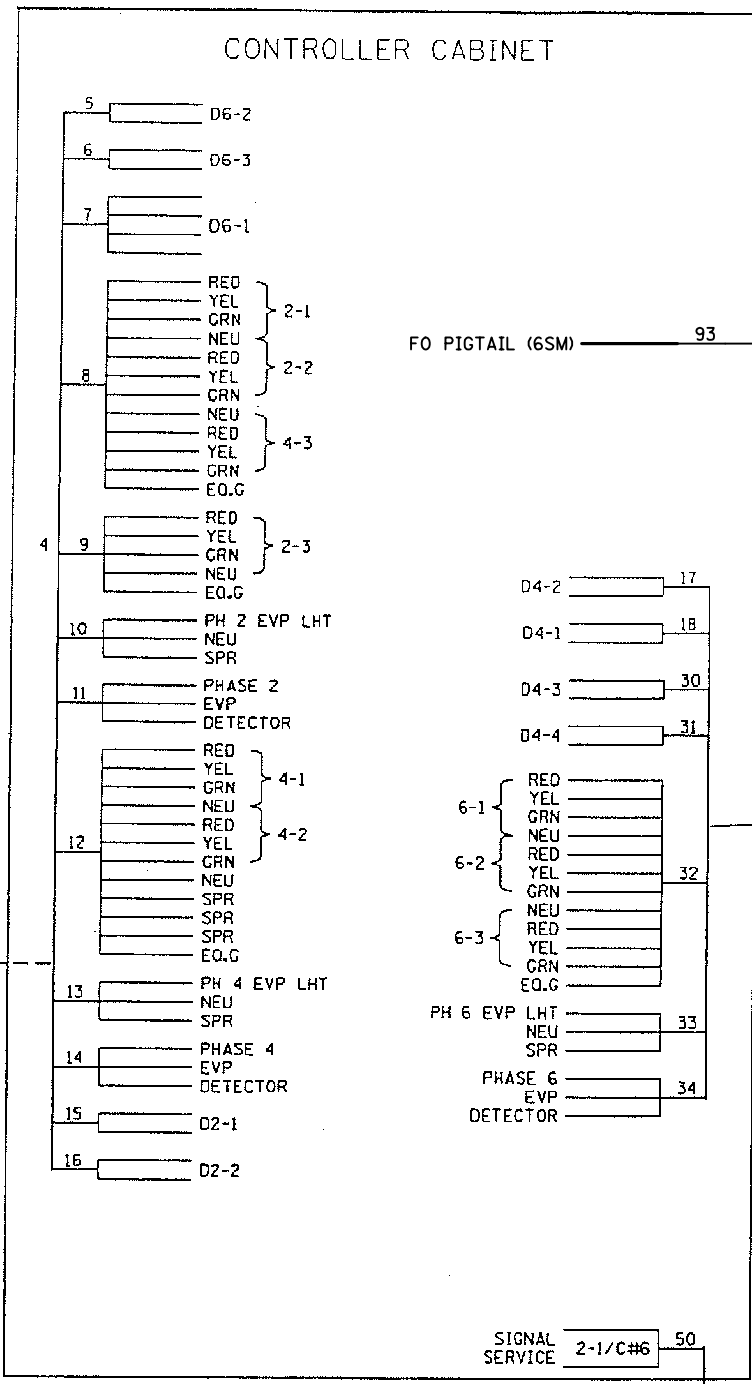 CONTROLLER CABINET
5 D6-2
6 D6-3
7 D6-1
RED
YEL
GRN
2-1
NEU
RED
YEL
2-2
8
GRN
NEU
RED
YEL
4-3
GRN
EQ.G
4
9
RED
YEL
GRN
2-3
NEU
EQ.G
10
PH 2 EVP LHT
NEU
SPR
11
PHASE 2
EVP
DETECTOR
RED
YEL
GRN
4-1
NEU
RED
YEL
4-2
12
GRN
NEU
SPR
SPR
SPR
EQ.G
13
PH 4 EVP LHT
NEU
SPR
14
PHASE 4
EVP
DETECTOR
15 D2-1
16 D2-2
FO PIGTAIL (6SM) 93
D4-2 17
D4-1 18
D4-3 30
D4-4 31
RED
YEL
6-1
GRN
NEU
RED
6-2
YEL
32
GRN
NEU
RED
6-3
YEL
GRN
EQ.G
PH 6 EVP LHT
33
NEU
SPR
PHASE 6
34
EVP
DETECTOR
SIGNAL
SERVICE
2-1/C#6 50